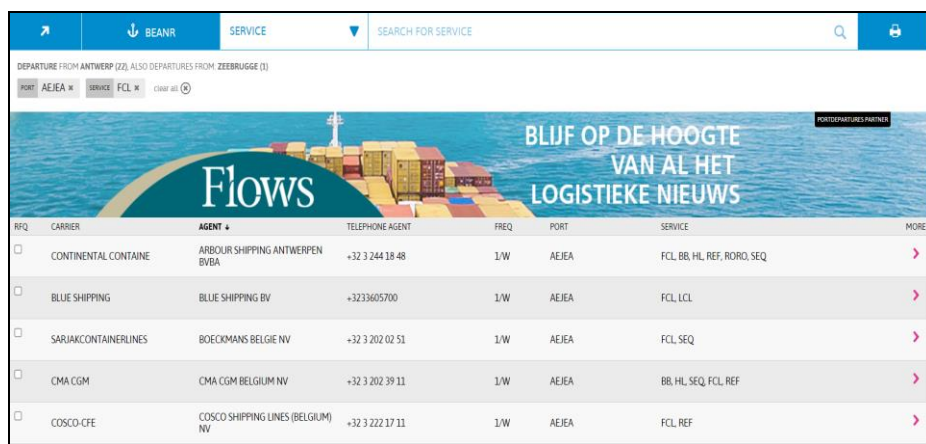 BEANR SERVICE SEARCH FOR SERVICE
DEPARTURE FROM ANTWERP (22), ALSO DEPARTURES FROM ZEEBRUGGE (1)
PORT AEJEA × SERVICE FCL × clear all
PORTDEPARTURES PARTNER
Flows
BLIJF OP DE HOOGTE
VAN AL HET
LOGISTIEKE NIEUWS
RFQ CARRIER AGENT ↓ TELEPHONE AGENT FREQ PORT SERVICE MORE
CONTINENTAL CONTAINE ARBOUR SHIPPING ANTWERPEN BVBA +32 3 244 18 48 1/W AEJEA FCL, BB, HL, REF, RORO, SEQ
BLUE SHIPPING BLUE SHIPPING BV +3233605700 1/W AEJEA FCL, LCL
SARJAKCONTAINERLINES BOECKMANS BELGIE NV +32 3 202 02 51 1/W AEJEA FCL, SEQ
CMA CGM CMA CGM BELGIUM NV +32 3 202 39 11 1/W AEJEA BB, HL, SEQ, FCL, REF
COSCO-CFE COSCO SHIPPING LINES (BELGIUM) NV +32 3 222 17 11 1/W AEJEA FCL, REF